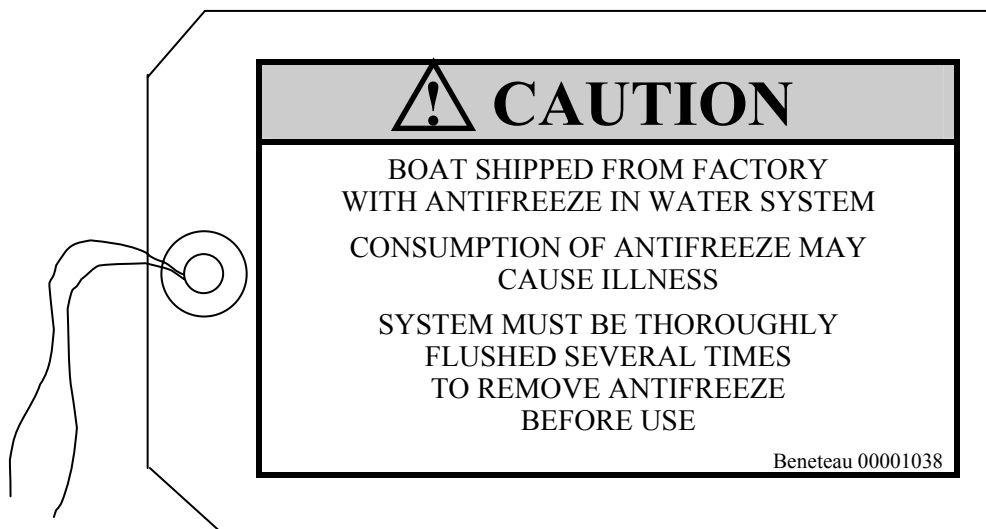 CAUTION
BOAT SHIPPED FROM FACTORY
WITH ANTIFREEZE IN WATER SYSTEM
CONSUMPTION OF ANTIFREEZE MAY
CAUSE ILLNESS
SYSTEM MUST BE THOROUGHLY
FLUSHED SEVERAL TIMES
TO REMOVE ANTIFREEZE
BEFORE USE
Beneteau 00001038